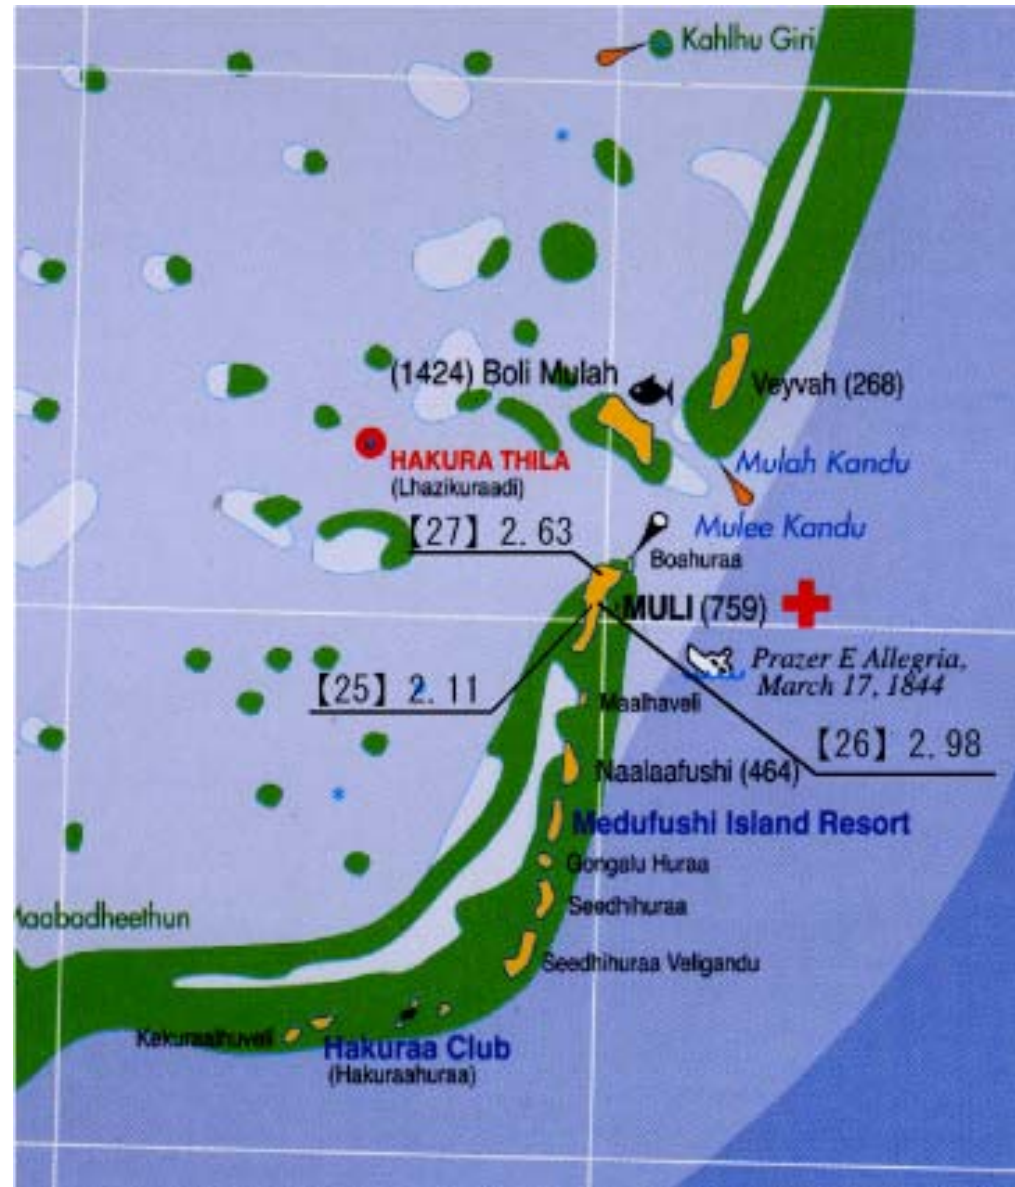 Kahlhu Giri
(1424) Boli Mulah
Veyvah (268)
HAKURA THILA
(Lhazikuraadi)
Mulah Kandu
【27】2.63
Mulee Kandu
Boahuraa
MULI (759)
Prazer E Allegria,
March 17, 1844
【25】2.11
Maalhaveli
【26】2.98
Naalaafushi (464)
Medufushi Island Resort
Gongalu Huraa
Seedhihuraa
Maabadheethun
Seedhihuraa Veligandu
Kekuraalhuveli
Hakuraa Club
(Hakuraahuraa)